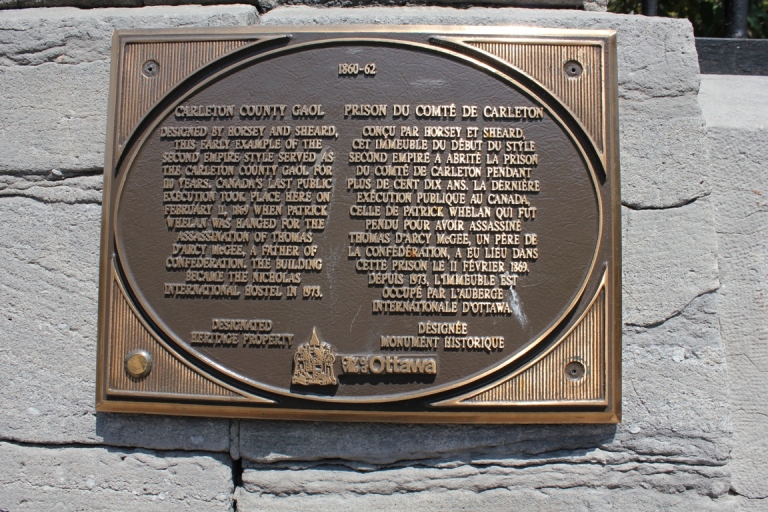 1860-62
CARLETON COUNTY GAOL
DESIGNED BY HORSEY AND SHEARD,
THIS EARLY EXAMPLE OF THE
SECOND EMPIRE STYLE SERVED AS
THE CARLETON COUNTY GAOL FOR
110 YEARS. CANADA'S LAST PUBLIC
EXECUTION TOOK PLACE HERE ON
FEBRUARY 11, 1869 WHEN PATRICK
WHELAN WAS HANGED FOR THE
ASSASSINATION OF THOMAS
D'ARCY McGEE, A FATHER OF
CONFEDERATION. THE BUILDING
BECAME THE NICHOLAS
INTERNATIONAL HOSTEL IN 1973.
DESIGNATED
HERITAGE PROPERTY
PRISON DU COMTÉ DE CARLETON
CONÇU PAR HORSEY ET SHEARD,
CET IMMEUBLE DU DÉBUT DU STYLE
SECOND EMPIRE A ABRITÉ LA PRISON
DU COMTÉ DE CARLETON PENDANT
PLUS DE CENT DIX ANS. LA DERNIÈRE
EXÉCUTION PUBLIQUE AU CANADA,
CELLE DE PATRICK WHELAN QUI FUT
PENDU POUR AVOIR ASSASSINÉ
THOMAS D'ARCY McGEE, UN PÈRE DE
LA CONFÉDÉRATION, A EU LIEU DANS
CETTE PRISON LE 11 FÉVRIER 1869.
DEPUIS 1973, L'IMMEUBLE EST
OCCUPÉ PAR L'AUBERGE
INTERNATIONALE D'OTTAWA.
DÉSIGNÉE
MONUMENT HISTORIQUE
Ottawa